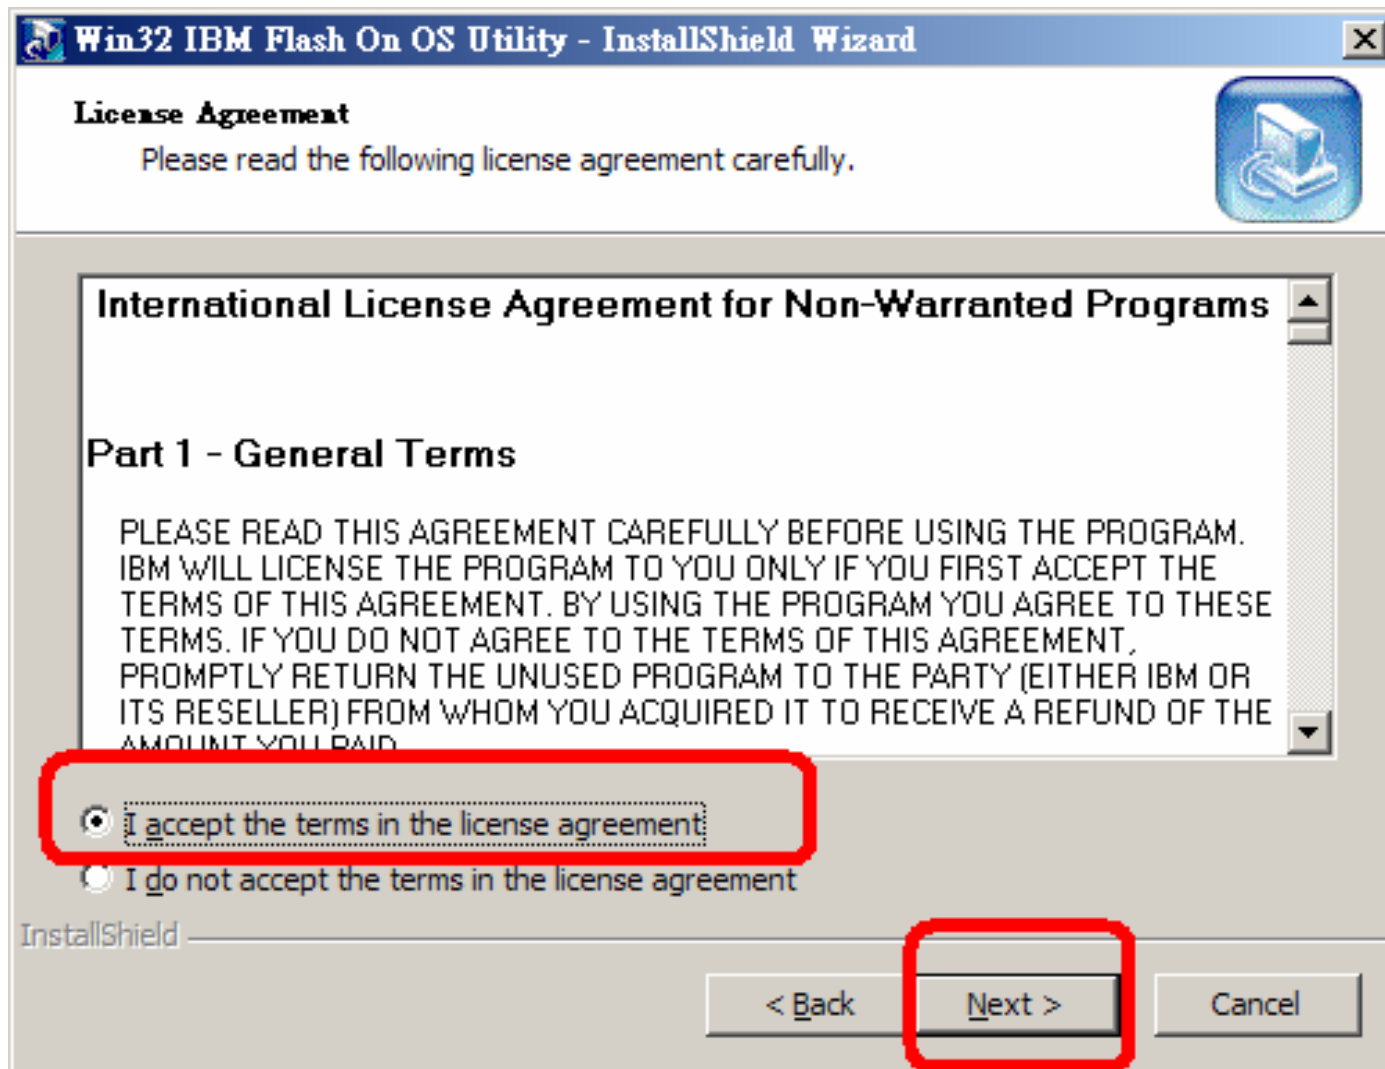 Win32 IBM Flash On OS Utility - InstallShield Wizard
License Agreement
Please read the following license agreement carefully.
International License Agreement for Non-Warranted Programs
Part 1 - General Terms
PLEASE READ THIS AGREEMENT CAREFULLY BEFORE USING THE PROGRAM.
IBM WILL LICENSE THE PROGRAM TO YOU ONLY IF YOU FIRST ACCEPT THE
TERMS OF THIS AGREEMENT. BY USING THE PROGRAM YOU AGREE TO THESE
TERMS. IF YOU DO NOT AGREE TO THE TERMS OF THIS AGREEMENT,
PROMPTLY RETURN THE UNUSED PROGRAM TO THE PARTY (EITHER IBM OR
ITS RESELLER) FROM WHOM YOU ACQUIRED IT TO RECEIVE A REFUND OF THE
AMOUNT YOU PAID
I accept the terms in the license agreement
I do not accept the terms in the license agreement
InstallShield
< Back Next > Cancel